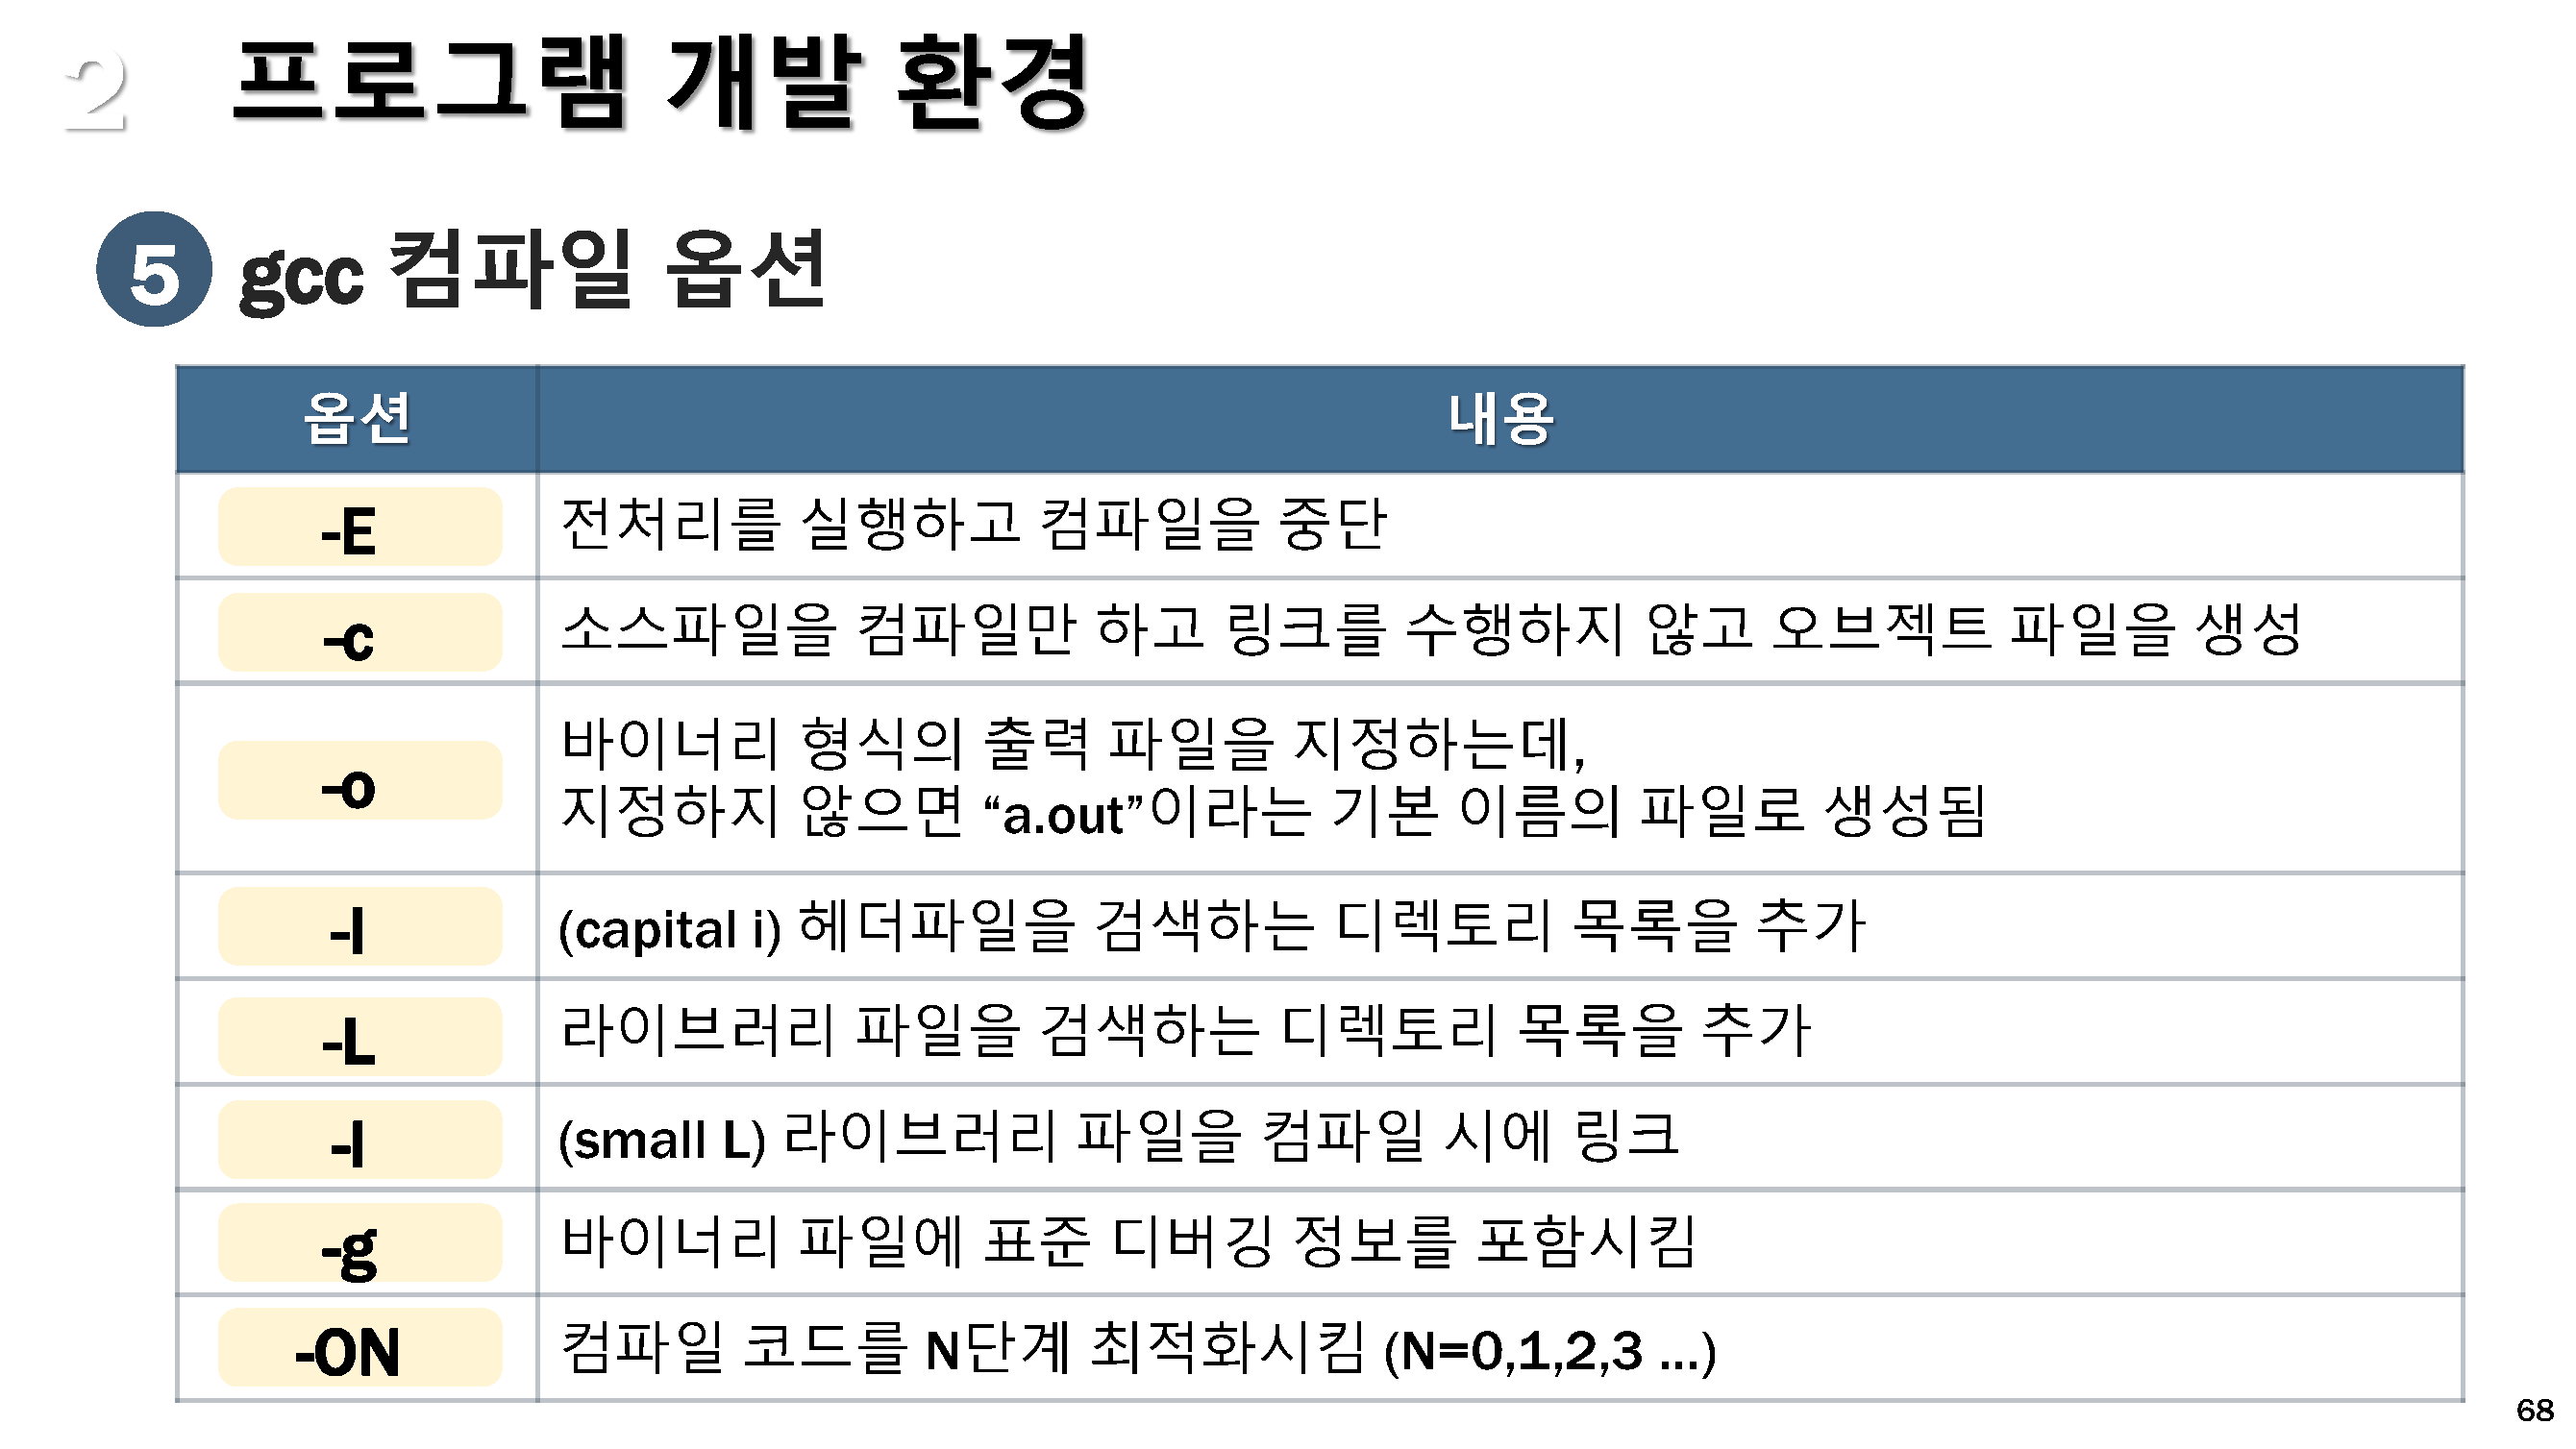 2 프로그램 개발 환경
5 gcc 컴파일 옵션
옵션 내용
-E 전처리를 실행하고 컴파일을 중단
-c 소스파일을 컴파일만 하고 링크를 수행하지 않고 오브젝트 파일을 생성
-o 바이너리 형식의 출력 파일을 지정하는데,
지정하지 않으면 “a.out”이라는 기본 이름의 파일로 생성됨
-I (capital i) 헤더파일을 검색하는 디렉토리 목록을 추가
-L 라이브러리 파일을 검색하는 디렉토리 목록을 추가
-l (small L) 라이브러리 파일을 컴파일 시에 링크
-g 바이너리 파일에 표준 디버깅 정보를 포함시킴
-ON 컴파일 코드를 N단계 최적화시킴 (N=0,1,2,3 ...)
68